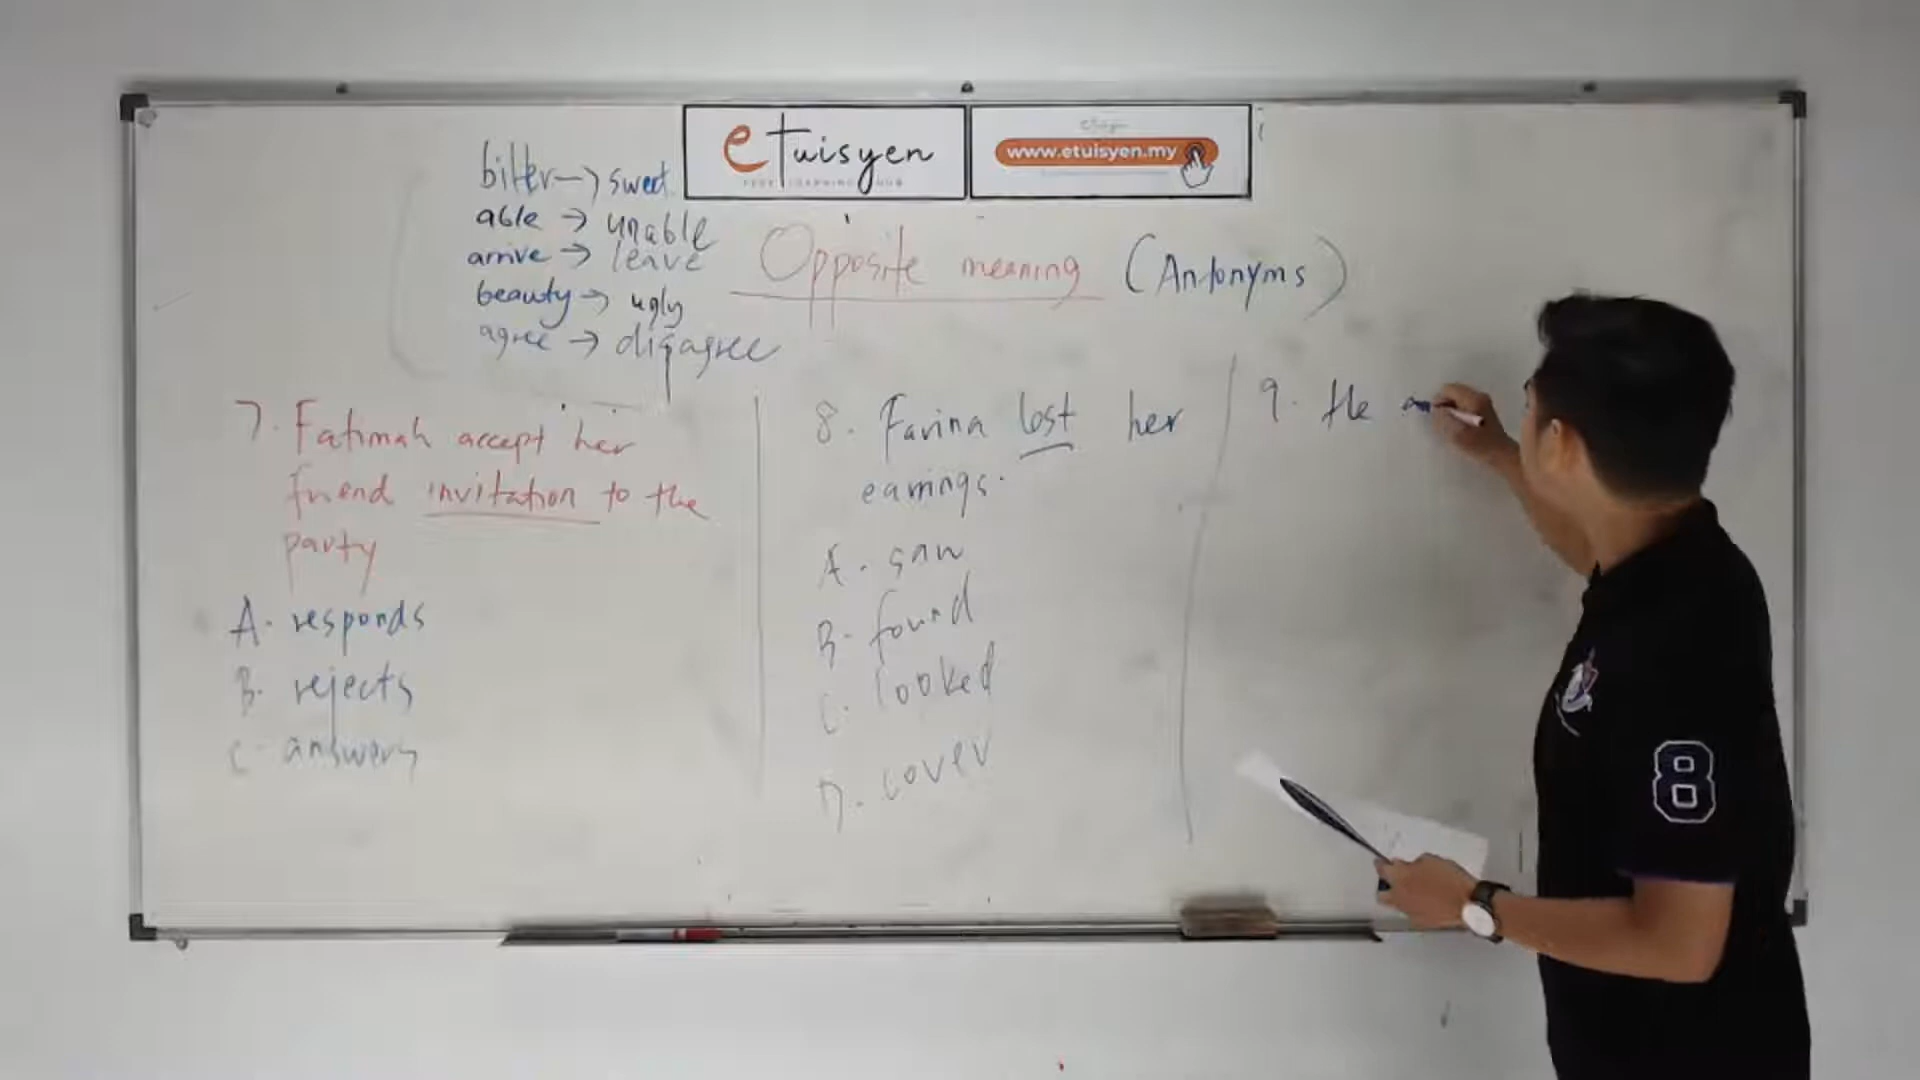 eTuisyen
www.etuisyen.my
bitter → sweet
able → unable
arrive → leave
beauty → ugly
agree → disagree
Opposite meaning (Antonyms)
7. Fatimah accept her
friend invitation to the
party
A. responds
B. rejects
C. answers
8. Farina lost her
earrings.
A. saw
B. found
C. looked
D. cover
9. He
8